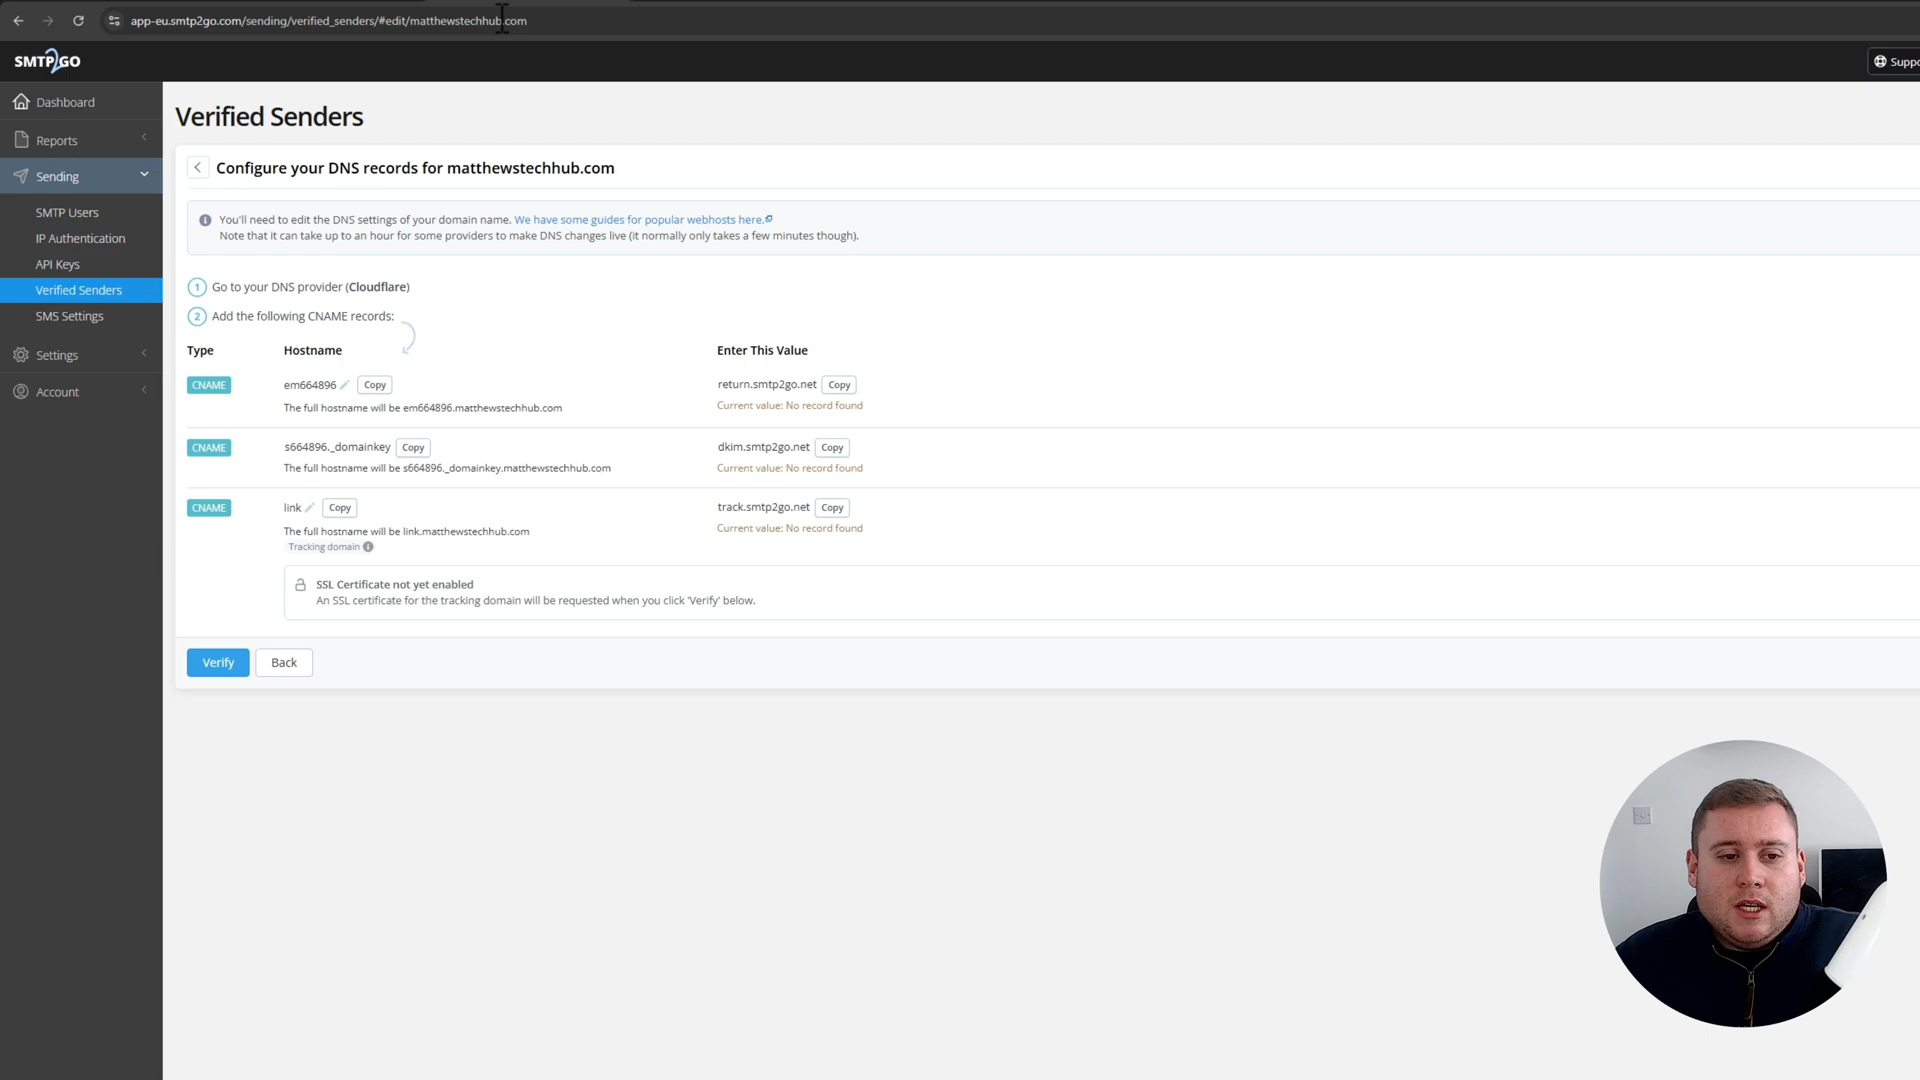 app-eu.smtp2go.com/sending/verified_senders/#edit/matthewstechhub.com
SMTP2GO
Dashboard
Reports
Sending
SMTP Users
IP Authentication
API Keys
Verified Senders
SMS Settings
Settings
Account
Verified Senders
Configure your DNS records for matthewstechhub.com
You'll need to edit the DNS settings of your domain name. We have some guides for popular webhosts here.
Note that it can take up to an hour for some providers to make DNS changes live (it normally only takes a few minutes though).
1 Go to your DNS provider (Cloudflare)
2 Add the following CNAME records:
Type Hostname Enter This Value
CNAME em664896 Copy return.smtp2go.net Copy
The full hostname will be em664896.matthewstechhub.com Current value: No record found
CNAME s664896._domainkey Copy dkim.smtp2go.net Copy
The full hostname will be s664896._domainkey.matthewstechhub.com Current value: No record found
CNAME link Copy track.smtp2go.net Copy
The full hostname will be link.matthewstechhub.com Current value: No record found
Tracking domain
SSL Certificate not yet enabled
An SSL certificate for the tracking domain will be requested when you click 'Verify' below.
Verify Back